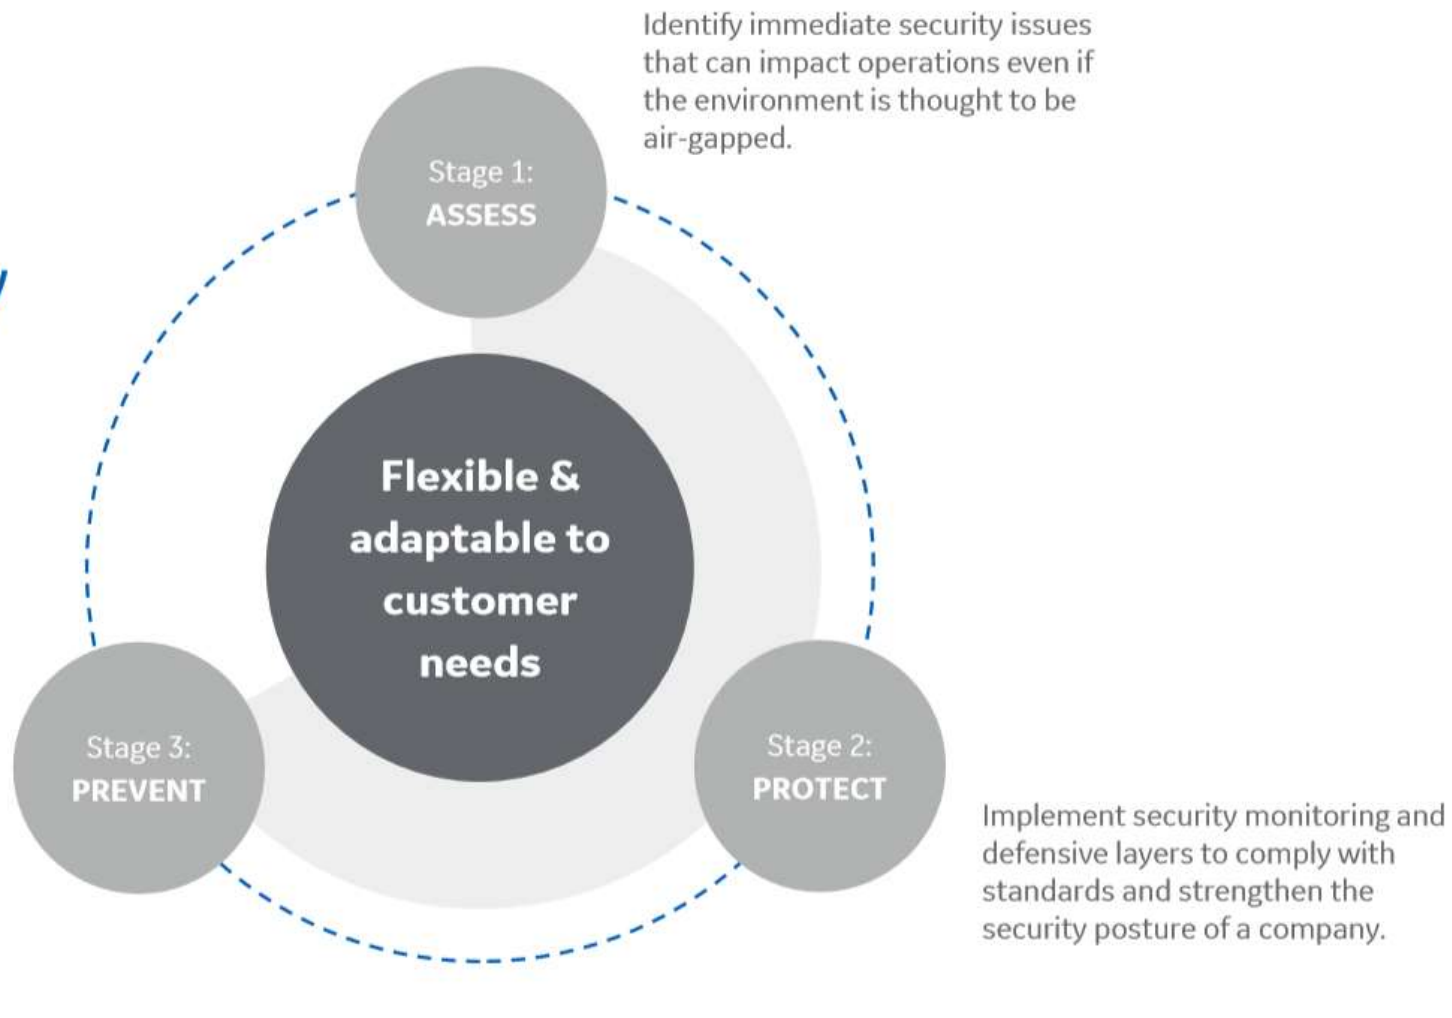 Identify immediate security issues
that can impact operations even if
the environment is thought to be
air-gapped.
Stage 1:
ASSESS
Flexible &
adaptable to
customer
needs
Stage 2:
PROTECT
Implement security monitoring and
defensive layers to comply with
standards and strengthen the
security posture of a company.
Stage 3:
PREVENT